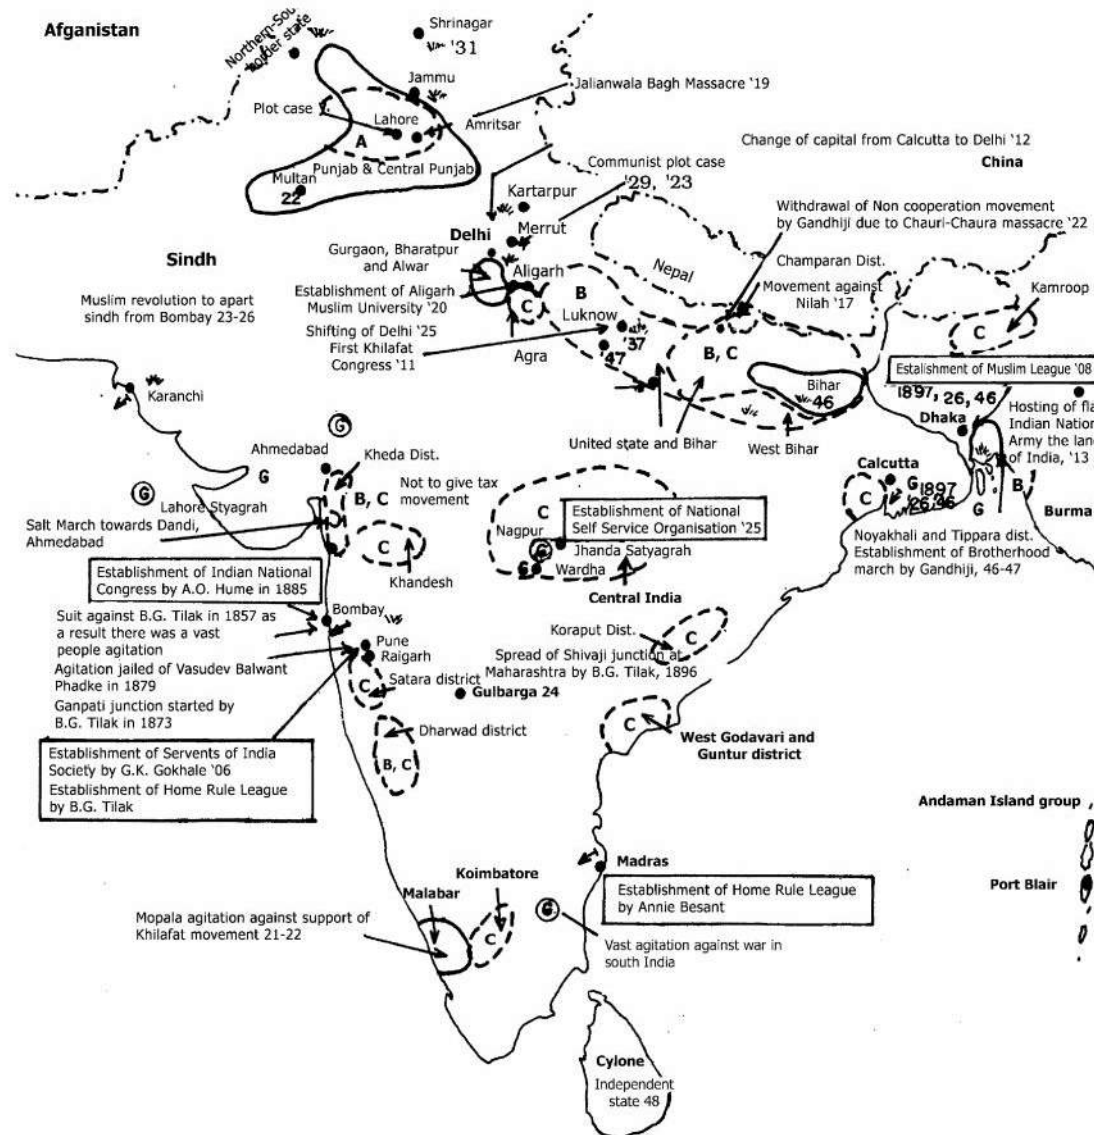 Afganistan
Northern-Sou
border state
Shrinagar
'31
Jammu
Jalianwala Bagh Massacre '19
Plot case
Lahore
Amritsar
A
Punjab & Central Punjab
Multan
22
Change of capital from Calcutta to Delhi '12
China
Communist plot case
'29, '23
Kartarpur
Withdrawal of Non cooperation movement
by Gandhiji due to Chauri-Chaura massacre '22
Delhi
Merrut
Nepal
Sindh
Gurgaon, Bharatpur
and Alwar
Aligarh
Champaran Dist.
Movement against
Nilah '17
Kamroop
Muslim revolution to apart
sindh from Bombay 23-26
Establishment of Aligarh
Muslim University '20
C
B
Luknow
C
Shifting of Delhi '25
First Khilafat
Congress '11
Agra
'37
'47
B, C
Bihar
46
Estalishment of Muslim League '08
1897, 26, 46
Dhaka
Karanchi
Hosting of fla
Indian Nation
Army the lan
of India, '13
G
Ahmedabad
Kheda Dist.
United state and Bihar
West Bihar
Calcutta
G
G
Lahore Styagrah
B, C
Not to give tax
movement
C
C
G
1897
26,46
G
B
Burma
Salt March towards Dandi,
Ahmedabad
Establishment of National
Self Service Organisation '25
Nagpur
G
Jhanda Satyagrah
G
Wardha
C
Khandesh
Central India
Noyakhali and Tippara dist.
Establishment of Brotherhood
march by Gandhiji, 46-47
Establishment of Indian National
Congress by A.O. Hume in 1885
Bombay
Suit against B.G. Tilak in 1857 as
a result there was a vast
people agitation
Pune
Raigarh
Koraput Dist.
C
Spread of Shivaji junction at
Maharashtra by B.G. Tilak, 1896
Agitation jailed of Vasudev Balwant
Phadke in 1879
C
Satara district
Gulbarga 24
Ganpati junction started by
B.G. Tilak in 1873
Dharwad district
C
West Godavari and
Guntur district
Establishment of Servents of India
Society by G.K. Gokhale '06
Establishment of Home Rule League
by B.G. Tilak
B, C
Andaman Island group
Port Blair
Madras
Establishment of Home Rule League
by Annie Besant
Koimbatore
Malabar
C
G
Mopala agitation against support of
Khilafat movement 21-22
Vast agitation against war in
south India
Cylone
Independent
state 48